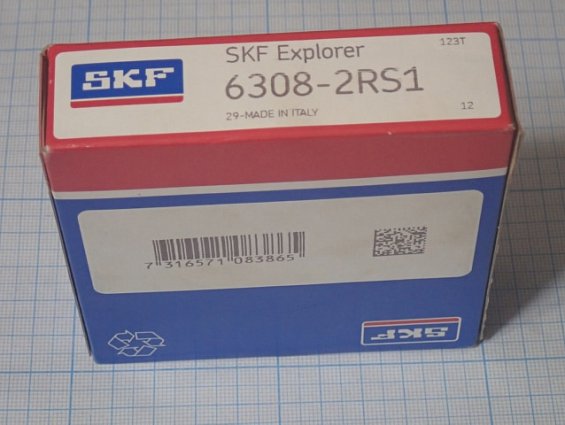 SKF
SKF Explorer
123T
6308-2RS1
29-MADE IN ITALY
12
7 316571 083865
SKF